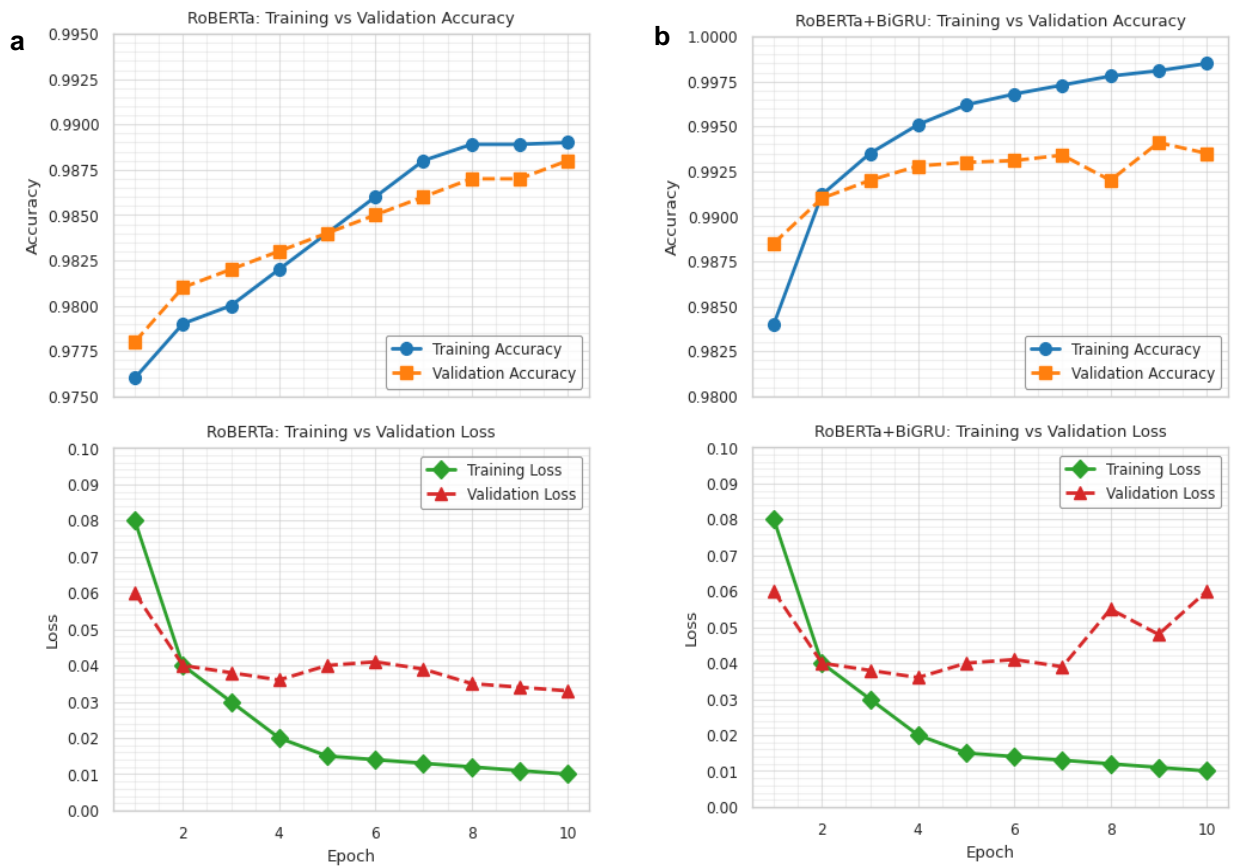 a
RoBERTa: Training vs Validation Accuracy
0.9950
0.9925
0.9900
0.9875
0.9850
0.9825
0.9800
0.9775
0.9750
Accuracy
Training Accuracy
Validation Accuracy
b
RoBERTa+BiGRU: Training vs Validation Accuracy
1.0000
0.9975
0.9950
0.9925
0.9900
0.9875
0.9850
0.9825
0.9800
Accuracy
Training Accuracy
Validation Accuracy
RoBERTa: Training vs Validation Loss
0.10
0.09
0.08
0.07
0.06
0.05
0.04
0.03
0.02
0.01
0.00
Loss
Training Loss
Validation Loss
2 4 6 8 10
Epoch
RoBERTa+BiGRU: Training vs Validation Loss
0.10
0.09
0.08
0.07
0.06
0.05
0.04
0.03
0.02
0.01
0.00
Loss
Training Loss
Validation Loss
2 4 6 8 10
Epoch